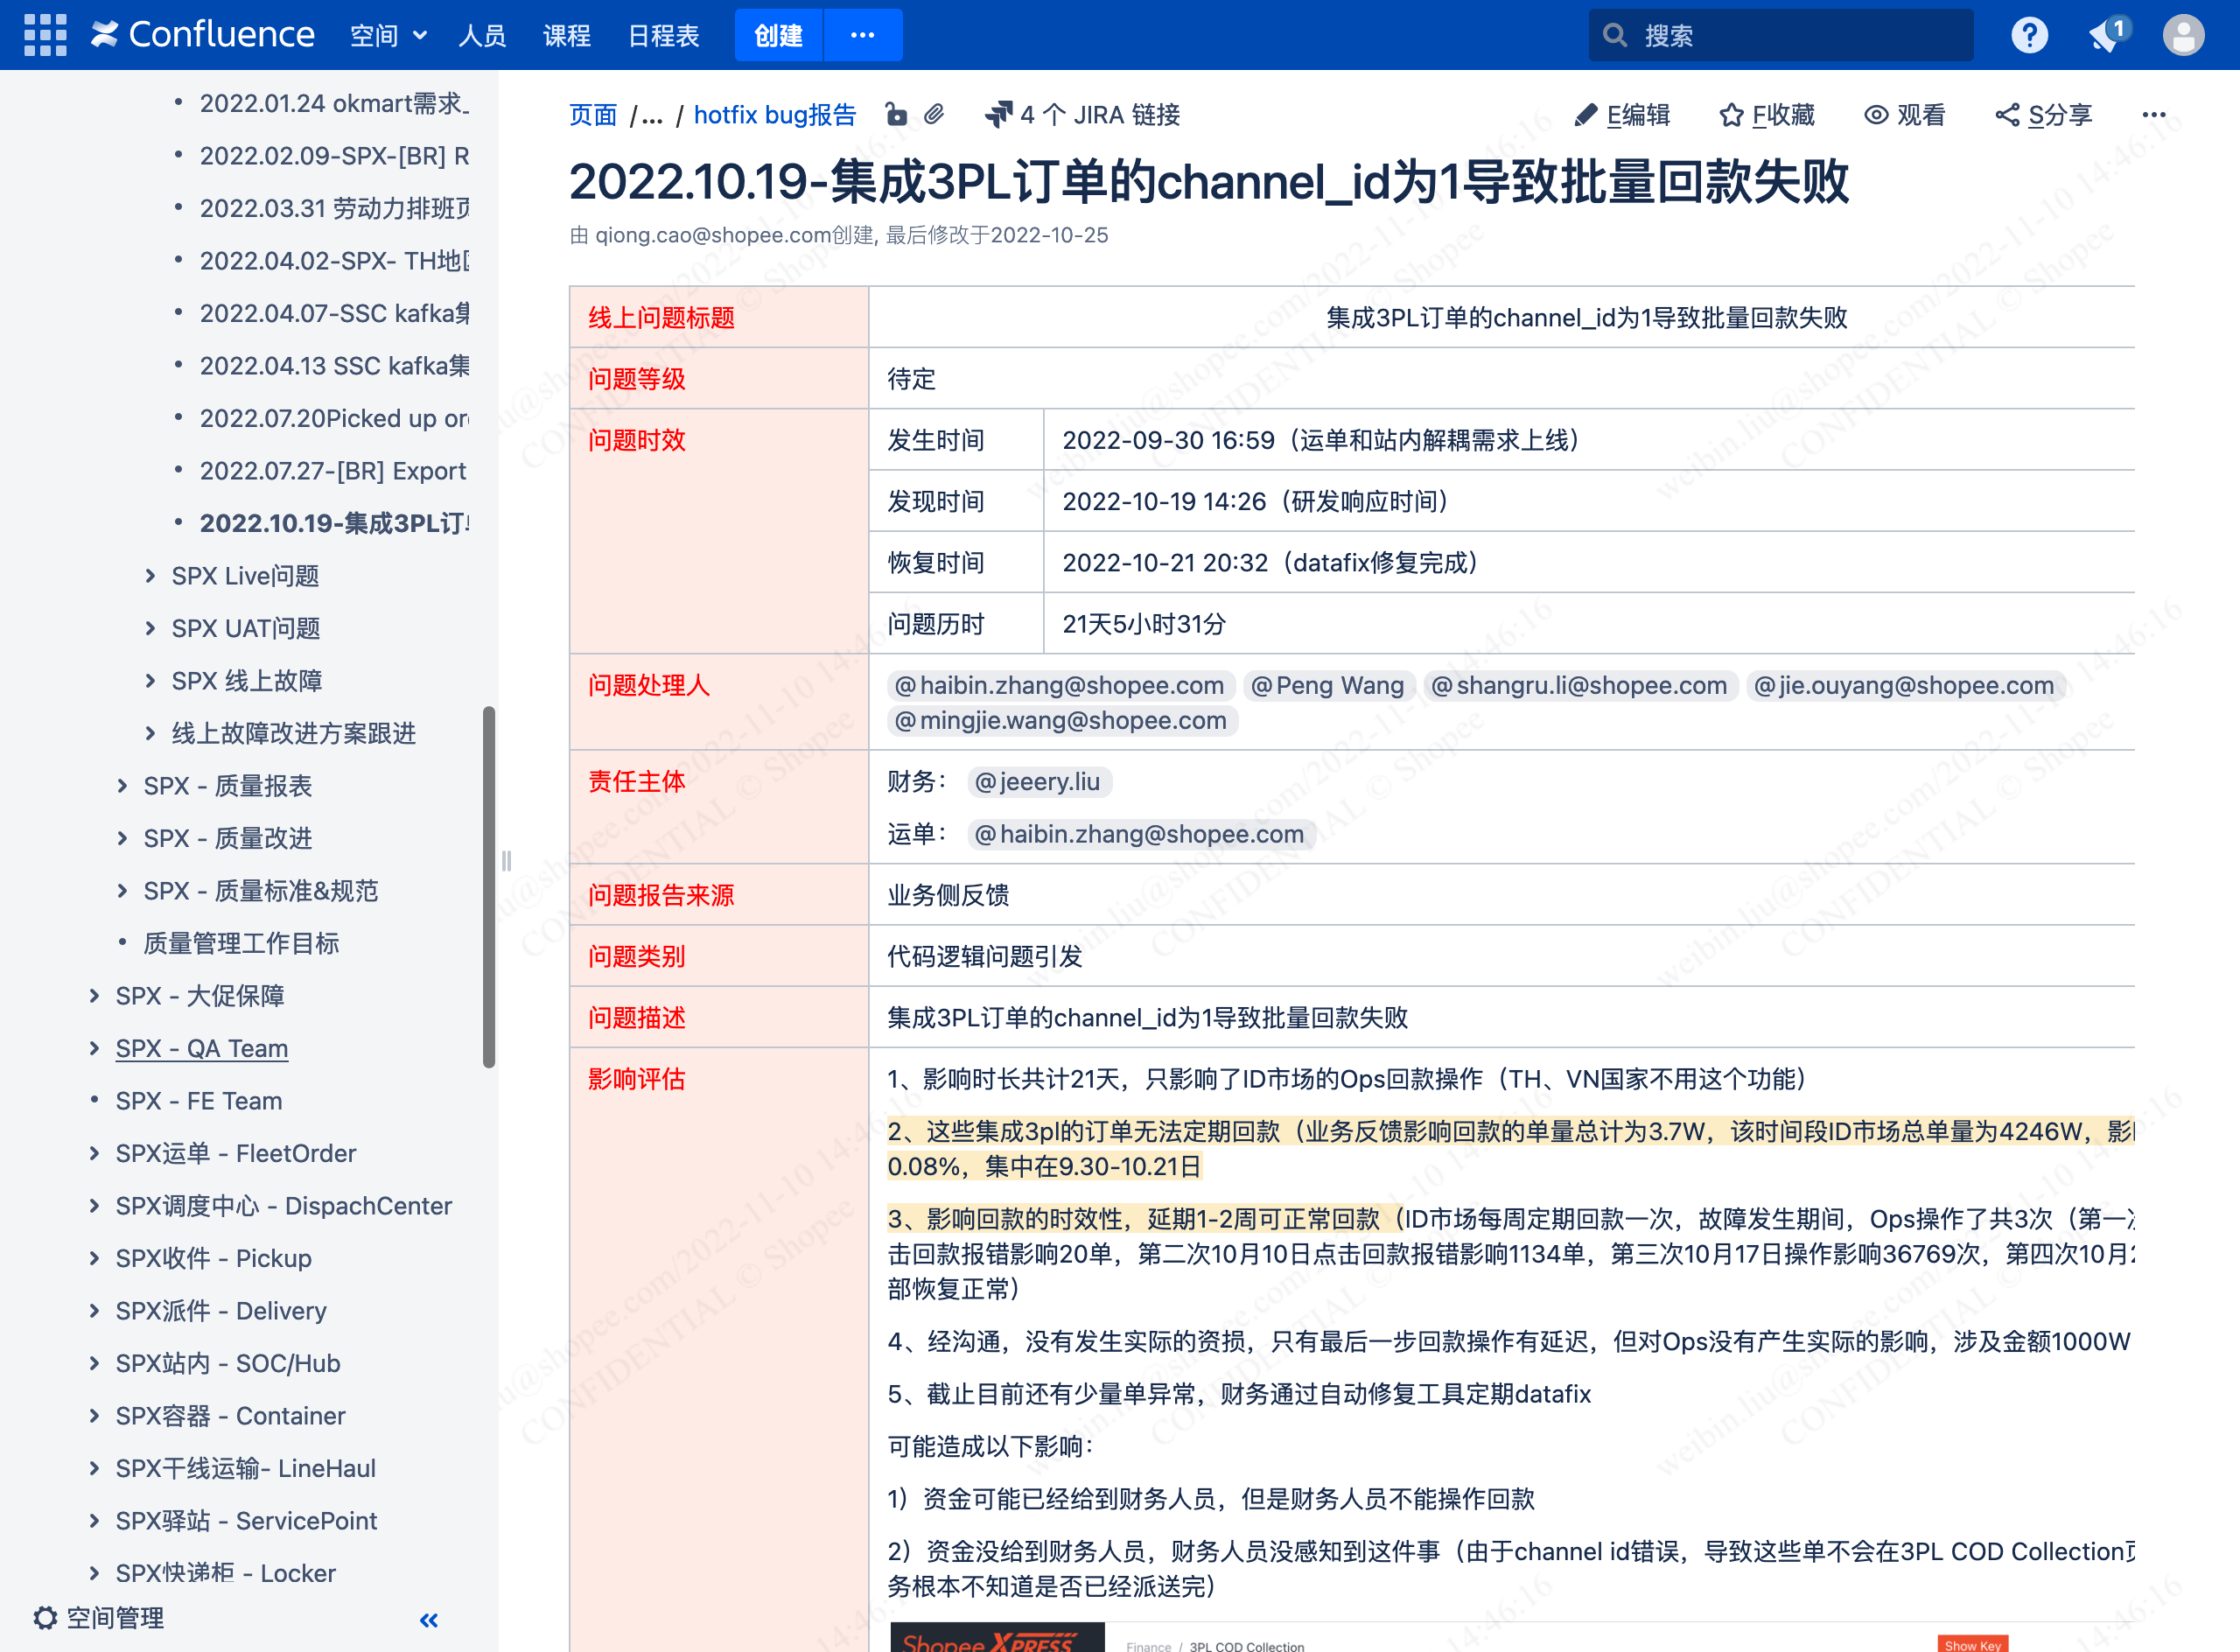 Confluence 空间 人员 课程 日程表 创建 ··· 搜索 1
2022.01.24 okmart需求_
2022.02.09-SPX-[BR] R
2022.03.31 劳动力排班页
2022.04.02-SPX- TH地
2022.04.07-SSC kafka集
2022.04.13 SSC kafka集
2022.07.20Picked up or
2022.07.27-[BR] Export
2022.10.19-集成3PL订
SPX Live问题
SPX UAT问题
SPX 线上故障
线上故障改进方案跟进
SPX - 质量报表
SPX - 质量改进
SPX - 质量标准&规范
质量管理工作目标
SPX - 大促保障
SPX - QA Team
SPX - FE Team
SPX运单 - FleetOrder
SPX调度中心 - DispachCenter
SPX收件 - Pickup
SPX派件 - Delivery
SPX站内 - SOC/Hub
SPX容器 - Container
SPX干线运输- LineHaul
SPX驿站 - ServicePoint
SPX快递柜 - Locker
空间管理
页面 /... / hotfix bug报告 4 个 JIRA 链接 E编辑 F收藏 观看 S分享 ···
2022.10.19-集成3PL订单的channel_id为1导致批量回款失败
由 qiong.cao@shopee.com创建, 最后修改于2022-10-25
线上问题标题 集成3PL订单的channel_id为1导致批量回款失败
问题等级 待定
问题时效 发生时间 2022-09-30 16:59（运单和站内解耦需求上线）
发现时间 2022-10-19 14:26（研发响应时间）
恢复时间 2022-10-21 20:32（datafix修复完成）
问题历时 21天5小时31分
问题处理人 @haibin.zhang@shopee.com @Peng Wang @shangru.li@shopee.com @jie.ouyang@shopee.com
@mingjie.wang@shopee.com
责任主体 财务： @jeeery.liu
运单： @haibin.zhang@shopee.com
问题报告来源 业务侧反馈
问题类别 代码逻辑问题引发
问题描述 集成3PL订单的channel_id为1导致批量回款失败
影响评估 1、影响时长共计21天，只影响了ID市场的Ops回款操作（TH、VN国家不用这个功能）
2、这些集成3pl的订单无法定期回款（业务反馈影响回款的单量总计为3.7W，该时间段ID市场总单量为4246W，影
0.08%，集中在9.30-10.21日
3、影响回款的时效性，延期1-2周可正常回款（ID市场每周定期回款一次，故障发生期间，Ops操作了共3次（第一次
击回款报错影响20单，第二次10月10日点击回款报错影响1134单，第三次10月17日操作影响36769次，第四次10月2
部恢复正常）
4、经沟通，没有发生实际的资损，只有最后一步回款操作有延迟，但对Ops没有产生实际的影响，涉及金额1000W
5、截止目前还有少量单异常，财务通过自动修复工具定期datafix
可能造成以下影响：
1）资金可能已经给到财务人员，但是财务人员不能操作回款
2）资金没给到财务人员，财务人员没感知到这件事（由于channel id错误，导致这些单不会在3PL COD Collection页
务根本不知道是否已经派送完）
Shopee XPRESS Finance / 3PL COD Collection Show Key
weibin.liu@shopee.com/2022-11-10 14:46:16
CONFIDENTIAL © Shopee